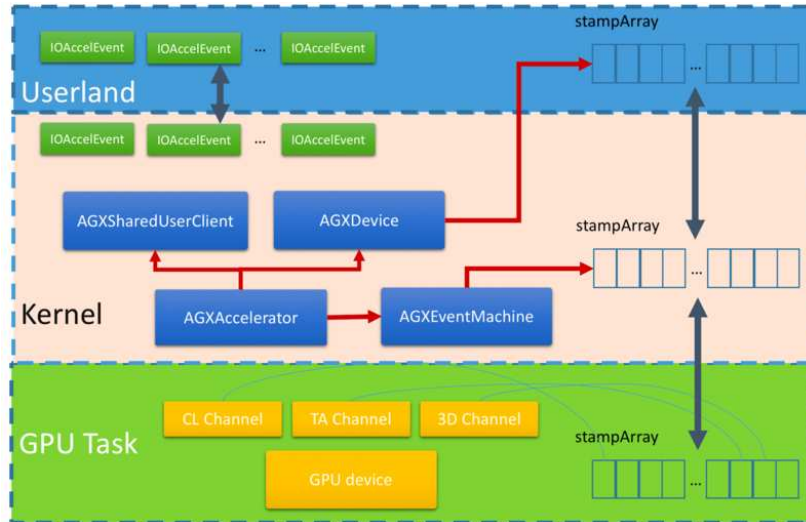 stampArray
IOAccelEvent IOAccelEvent ... IOAccelEvent
...
Userland
IOAccelEvent IOAccelEvent ... IOAccelEvent
AGXSharedUserClient AGXDevice
stampArray
...
Kernel
AGXAccelerator AGXEventMachine
CL Channel TA Channel 3D Channel
stampArray
GPU Task
GPU device
...